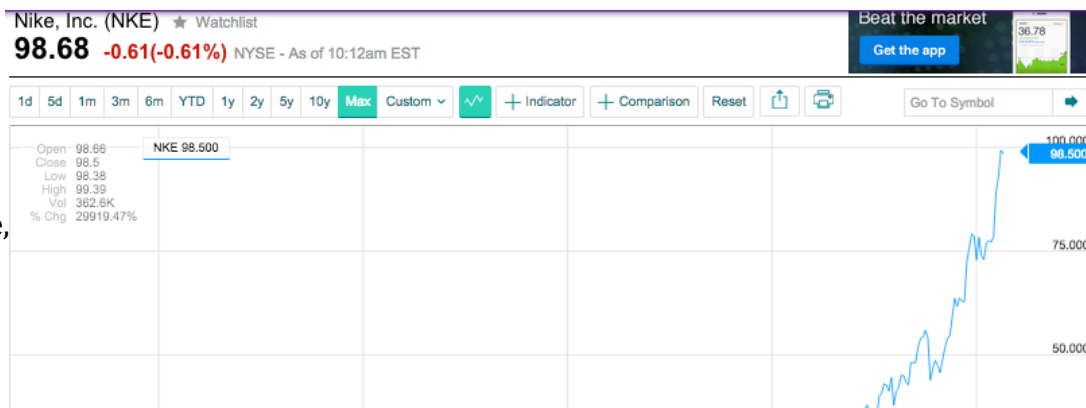 Nike, Inc. (NKE) ★ Watchlist
98.68 -0.61(-0.61%) NYSE - As of 10:12am EST
Beat the market
Get the app
36.78
1d 5d 1m 3m 6m YTD 1y 2y 5y 10y Max Custom + Indicator + Comparison Reset Go To Symbol
Open 98.66
Close 98.5
Low 98.38
High 99.39
Vol 362.6K
% Chg 29919.47%
NKE 98.500
100.000
98.500
75.000
50.000